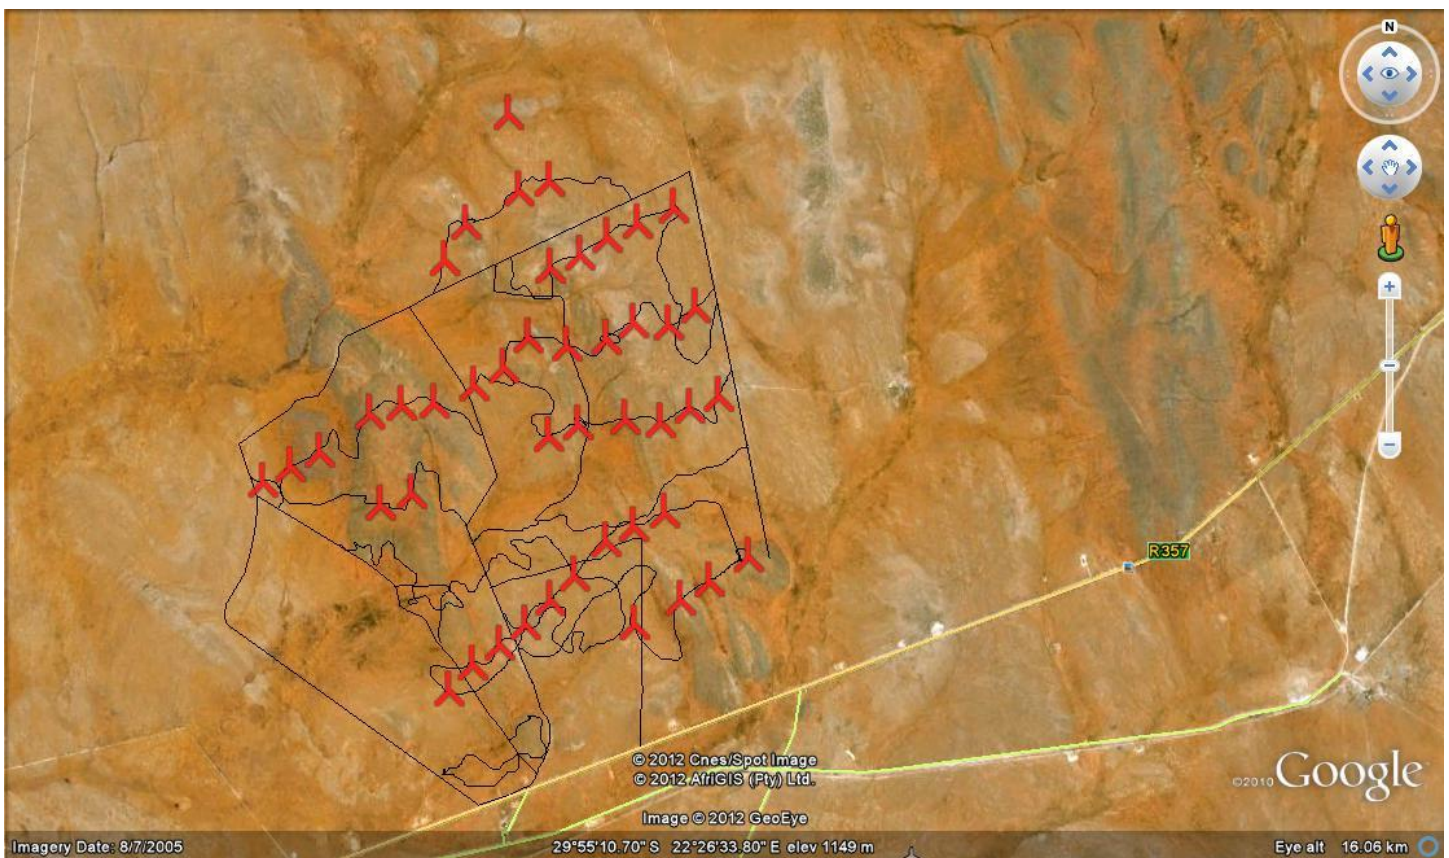 N
R357
© 2012 Cnes/Spot Image
© 2012 AfriGIS (Pty) Ltd.
©2010 Google
Image © 2012 GeoEye
Imagery Date: 8/7/2005 29°55'10.70" S 22°26'33.80" E elev 1149 m Eye alt 16.06 km